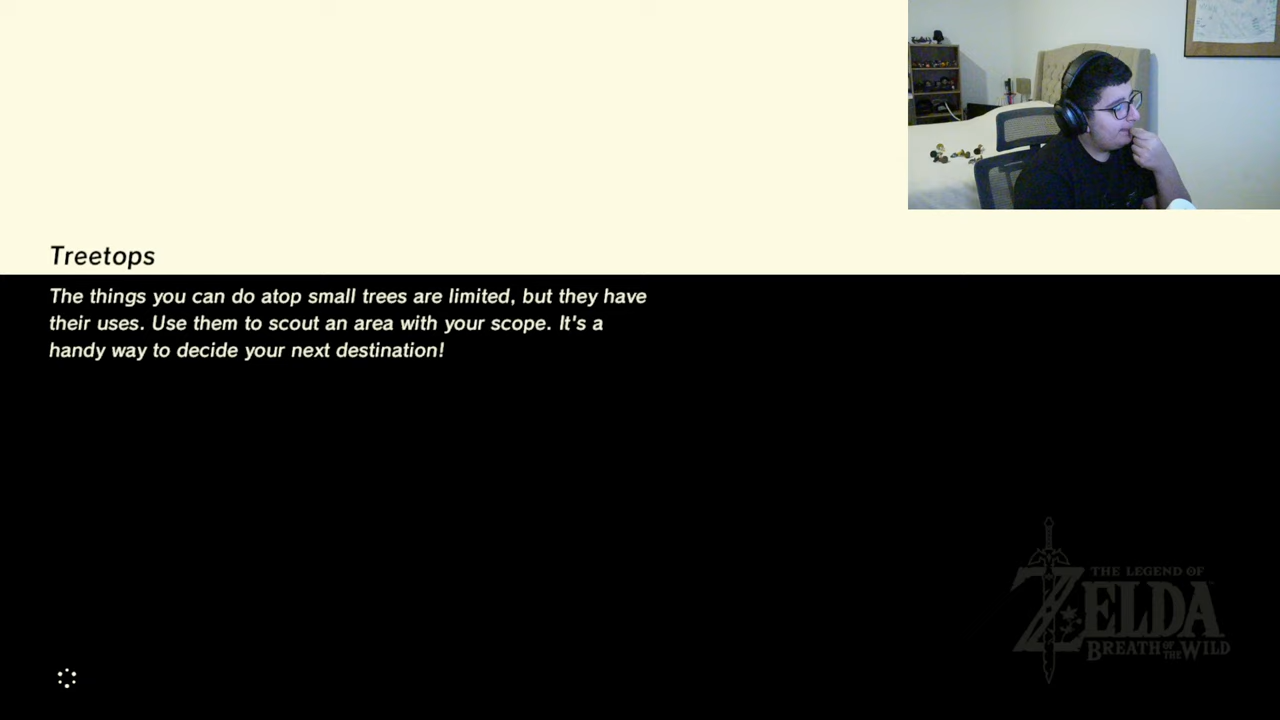 Treetops
The things you can do atop small trees are limited, but they have
their uses. Use them to scout an area with your scope. It's a
handy way to decide your next destination!
THE LEGEND OF
ZELDA
BREATH OF THE WILD